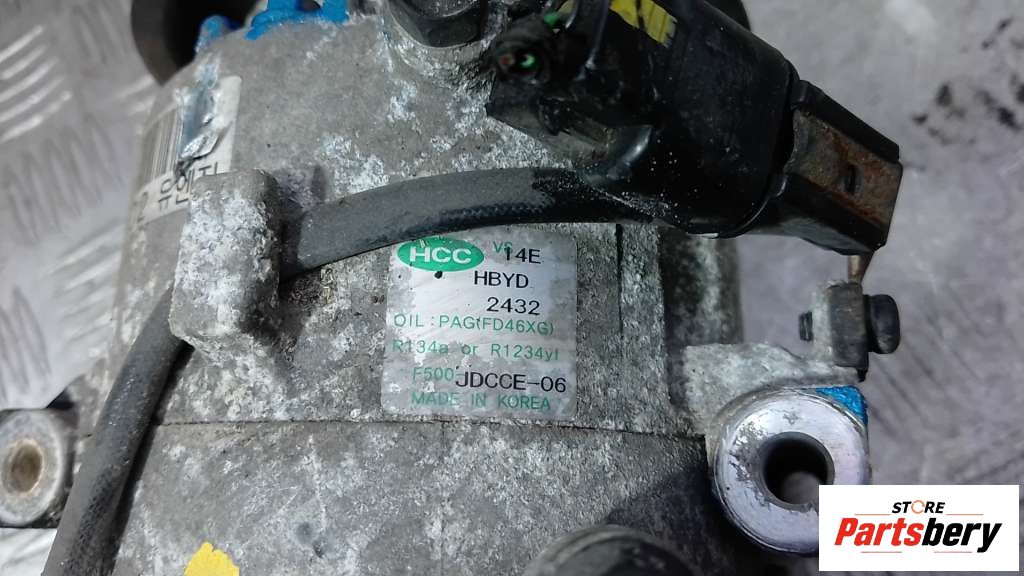 HCC VS 14E
HBYD
2432
OIL : PAG(FD46XG)
R134a or R1234yf
F500 JDCCE-06
MADE IN KOREA
STORE
Partsbery